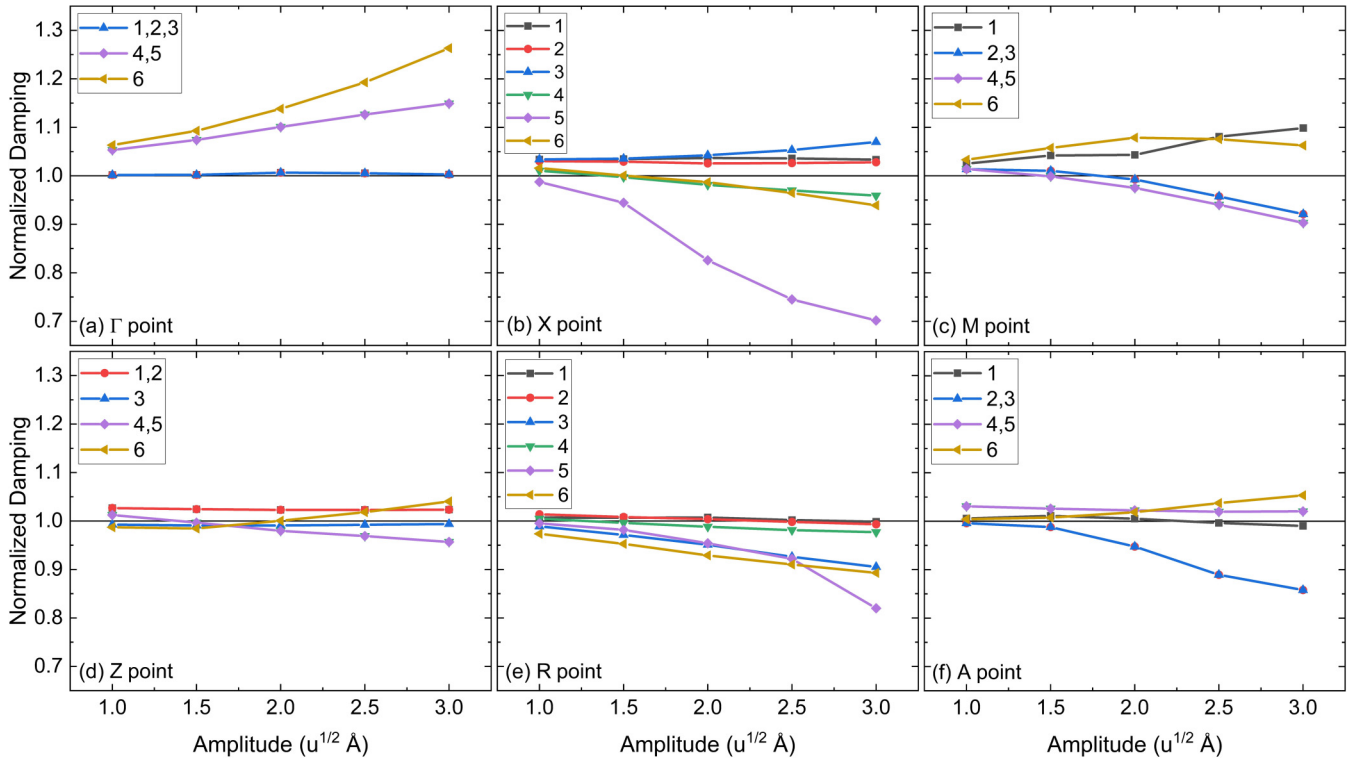 1.3
1.2
1.1
1.0
0.9
0.8
0.7
Normalized Damping
1,2,3
4,5
6
(a) Γ point
1
2
3
4
5
6
(b) X point
1
2,3
4,5
6
(c) M point
1.3
1.2
1.1
1.0
0.9
0.8
0.7
Normalized Damping
1,2
3
4,5
6
(d) Z point
1
2
3
4
5
6
(e) R point
1
2,3
4,5
6
(f) A point
1.0 1.5 2.0 2.5 3.0
1.0 1.5 2.0 2.5 3.0
1.0 1.5 2.0 2.5 3.0
Amplitude (u^1/2 Å)
Amplitude (u^1/2 Å)
Amplitude (u^1/2 Å)